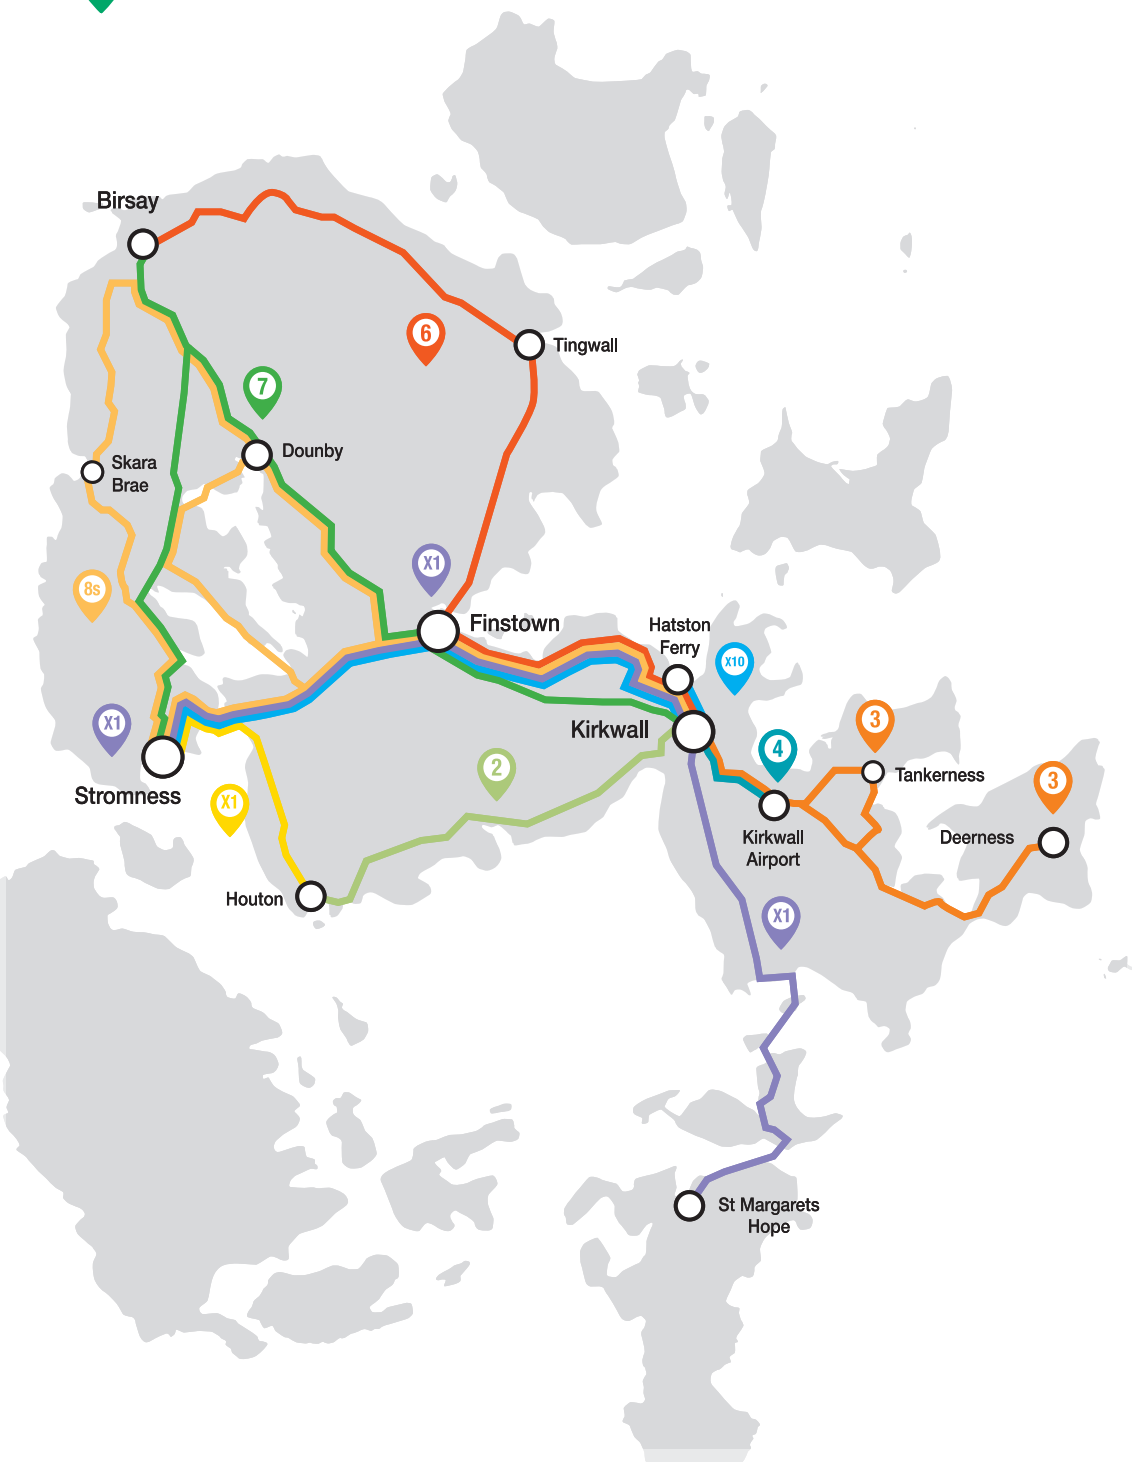 Birsay
6
Tingwall
7
Dounby
Skara
Brae
X1
8s
Finstown
Hatston
Ferry
X10
X1
Kirkwall
3
4
2
Tankerness
3
Stromness
X1
Kirkwall
Airport
Deerness
Houton
X1
St Margarets
Hope